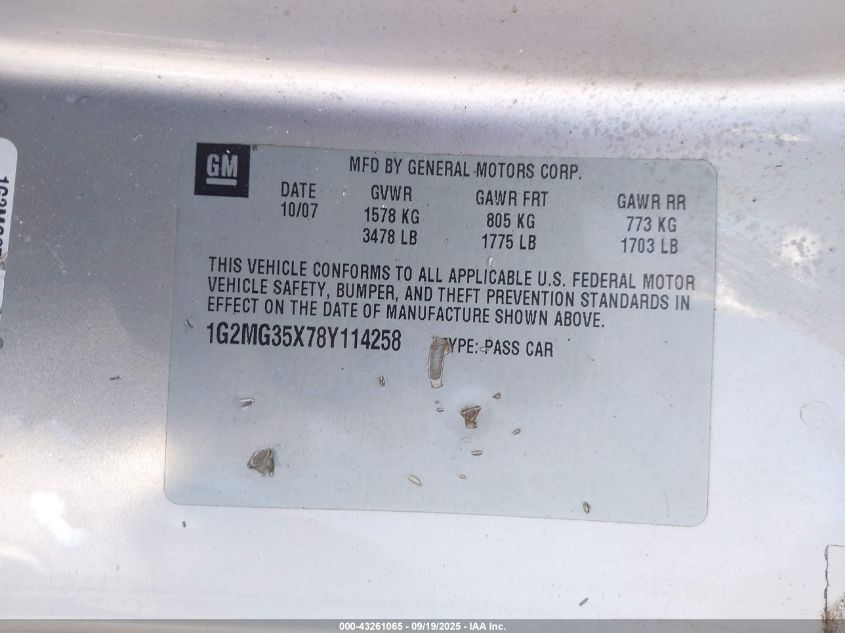 GM
MFD BY GENERAL MOTORS CORP.
DATE GVWR GAWR FRT GAWR RR
10/07 1578 KG 805 KG 773 KG
3478 LB 1775 LB 1703 LB
THIS VEHICLE CONFORMS TO ALL APPLICABLE U.S. FEDERAL MOTOR
VEHICLE SAFETY, BUMPER, AND THEFT PREVENTION STANDARDS IN
EFFECT ON THE DATE OF MANUFACTURE SHOWN ABOVE.
1G2MG35X78Y114258 TYPE: PASS CAR
000-43261065 - 09/19/2025 - IAA Inc.